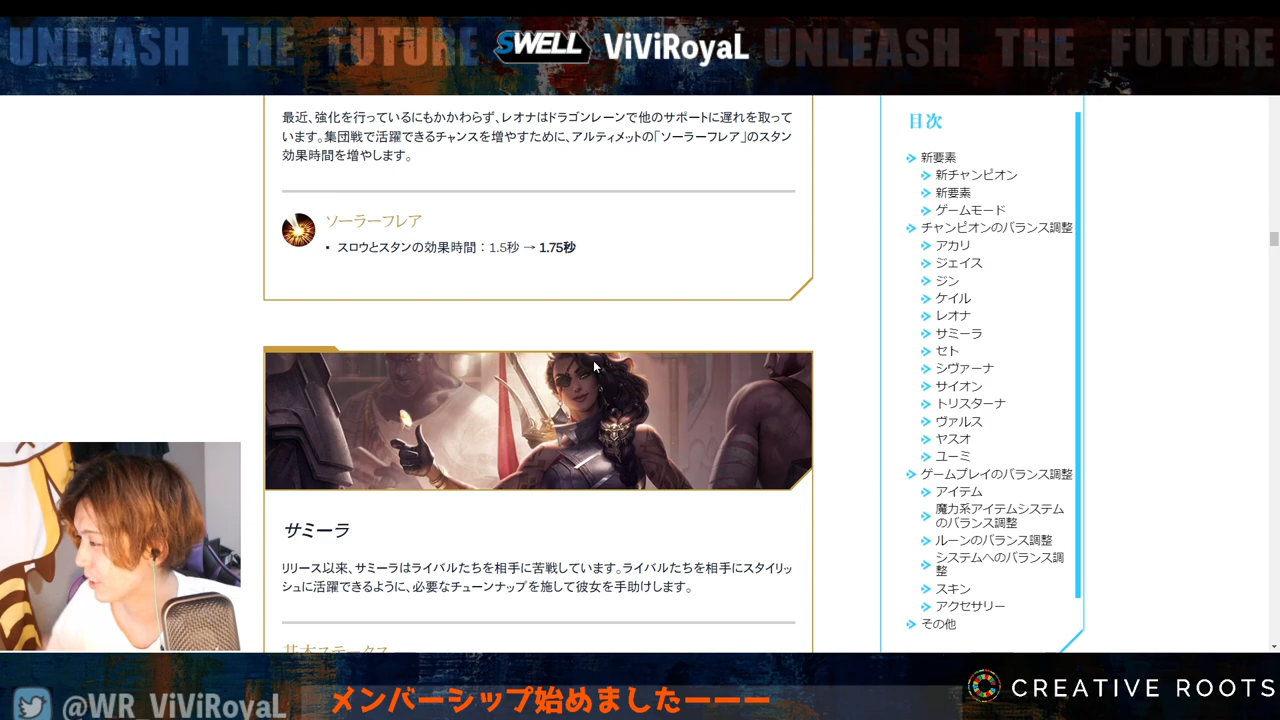 UNLEASH THE FUTURE SWELL ViViRoyaL UNLEASH THE FUTURE
最近、強化を行っているにもかかわらず、レオナはドラゴンレーンで他のサポートに遅れを取って
います。集団戦で活躍できるチャンスを増やすために、アルティメットの「ソーラーフレア」のスタン
効果時間を増やします。
ソーラーフレア
• スロウとスタンの効果時間：1.5秒 → 1.75秒
サミーラ
リリース以来、サミーラはライバルたちを相手に苦戦しています。ライバルたちを相手にスタイリッ
シュに活躍できるように、必要なチューンナップを施して彼女を手助けします。
基本ステータス
目次
新要素
新チャンピオン
新要素
ゲームモード
チャンピオンのバランス調整
アカリ
ジェイス
ジン
ケイル
レオナ
サミーラ
セト
シヴァーナ
サイオン
トリスターナ
ヴァルス
ヤスオ
ユーミ
ゲームプレイのバランス調整
アイテム
魔力系アイテムシステム
のバランス調整
ルーンのバランス調整
システムへのバランス調
整
スキン
アクセサリー
その他
@WR_ViViRoyaL
メンバーシップ始めましたーーー
CREATIVE ROOTS